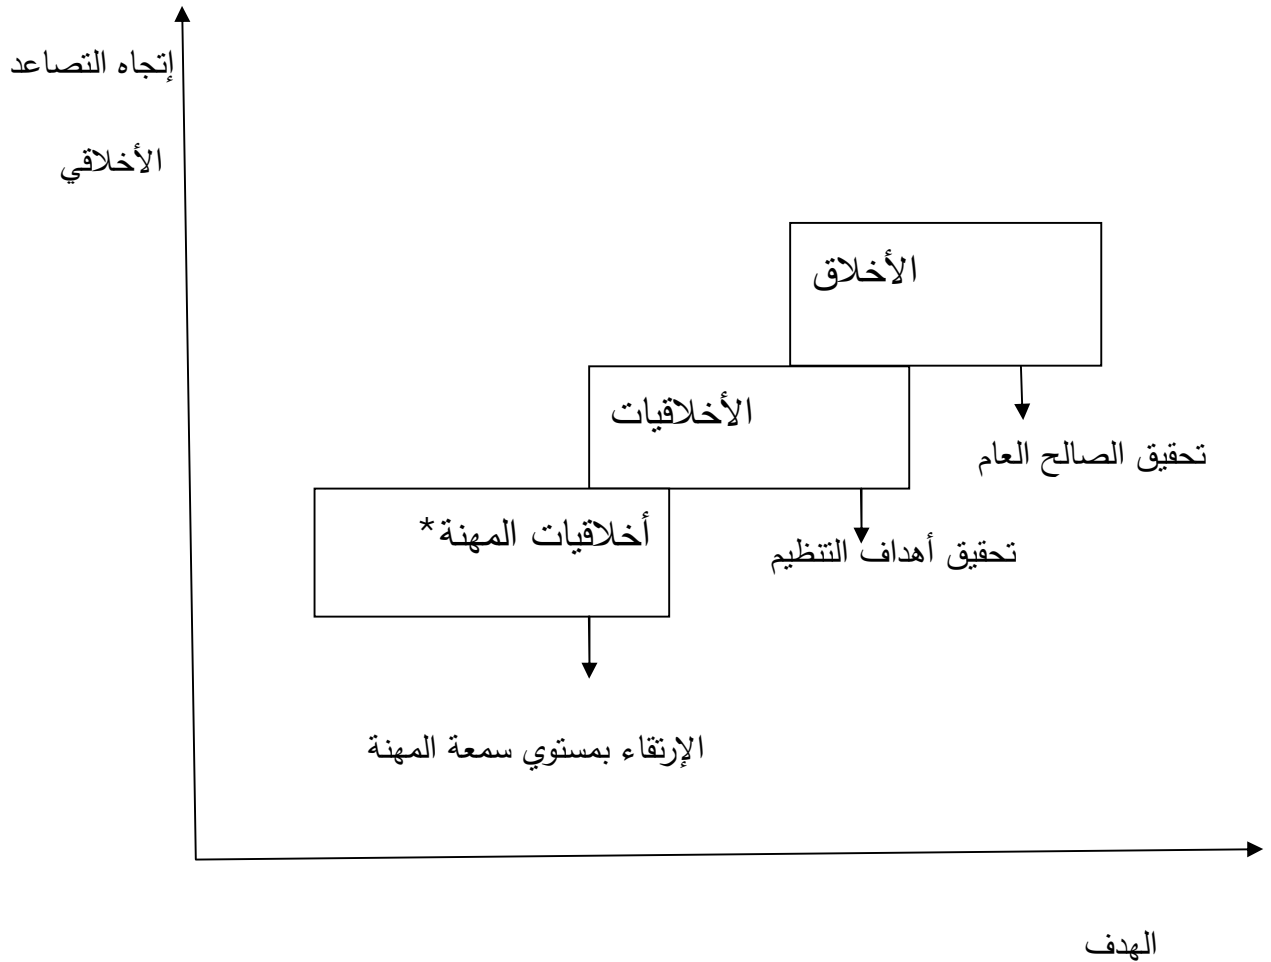 إتجاه التصاعد
الأخلاقي
الأخلاق
الأخلاقيات
تحقيق الصالح العام
أخلاقيات المهنة*
تحقيق أهداف التنظيم
الإرتقاء بمستوي سمعة المهنة
الهدف